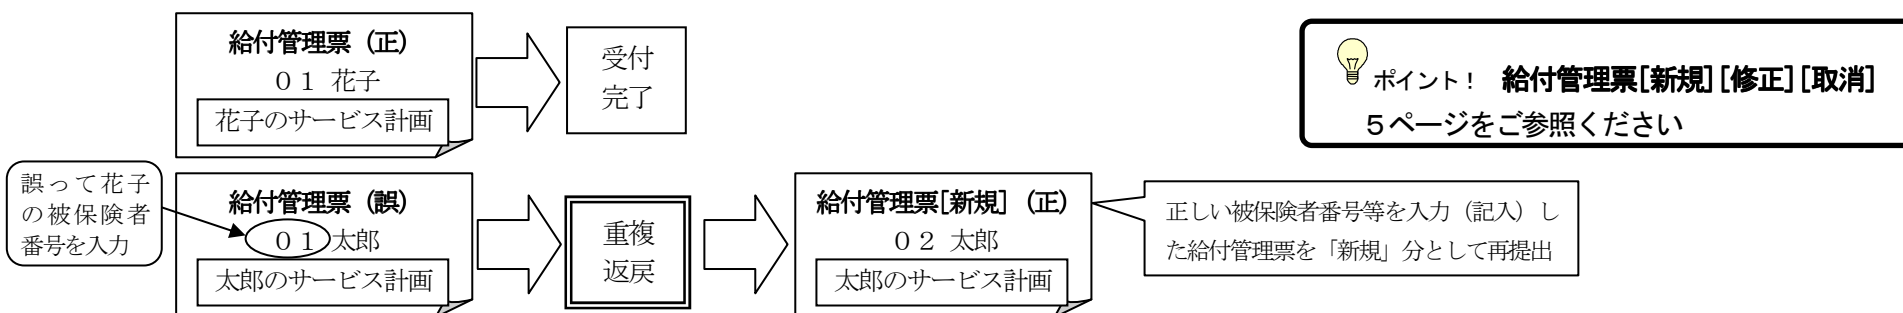 給付管理票（正）
０１ 花子
花子のサービス計画
受付
完了
ポイント！ 給付管理票[新規][修正][取消]
５ページをご参照ください
誤って花子
の被保険者
番号を入力
給付管理票（誤）
０１ 太郎
太郎のサービス計画
重複
返戻
給付管理票[新規]（正）
０２ 太郎
太郎のサービス計画
正しい被保険者番号等を入力（記入）し
た給付管理票を「新規」分として再提出